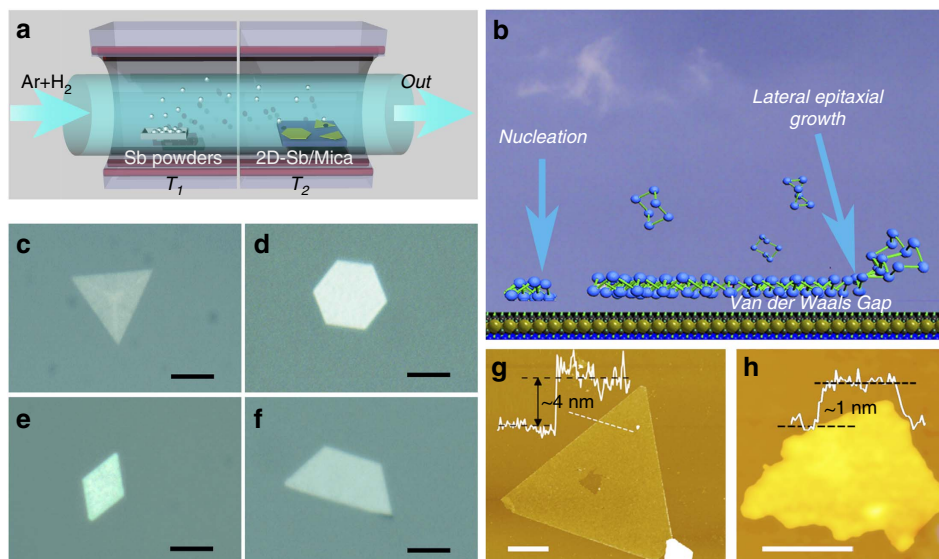 a
Ar+H2
Out
Sb powders
2D-Sb/Mica
T1
T2
b
Nucleation
Lateral epitaxial
growth
Van der Waals Gap
c
d
e
f
g
~4 nm
h
~1 nm